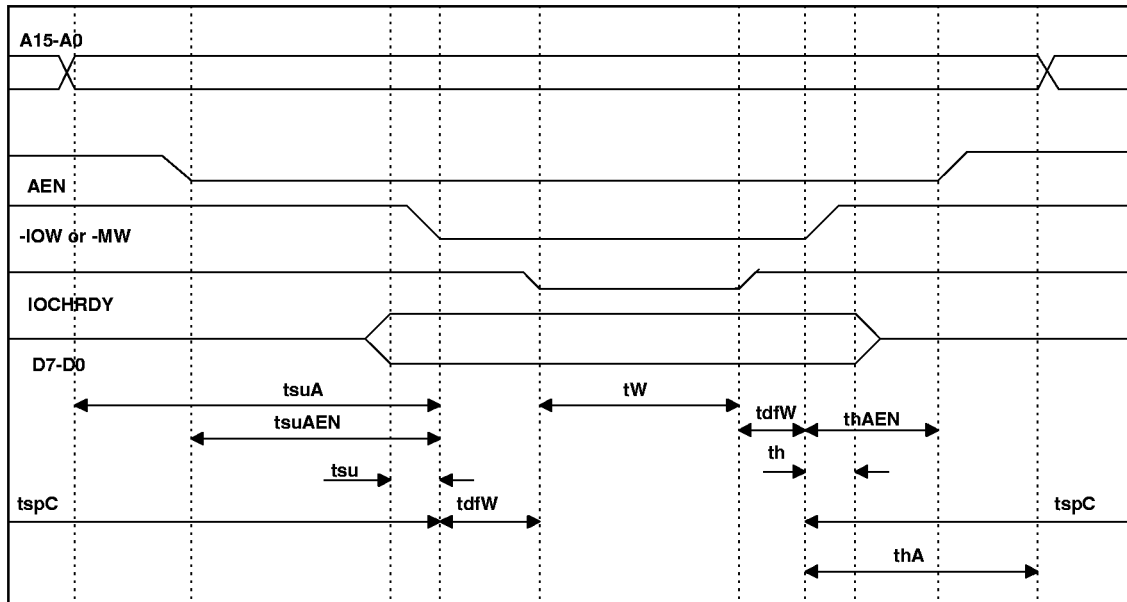 A15-A0
AEN
-IOW or -MW
IOCHRDY
D7-D0
tsuA
tW
tdfW
thAEN
tsuAEN
tsu
th
tspC
tdfW
tspC
thA